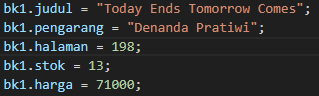 bk1.judul = "Today Ends Tomorrow Comes";
bk1.pengarang = "Denanda Pratiwi";
bk1.halaman = 198;
bk1.stok = 13;
bk1.harga = 71000;